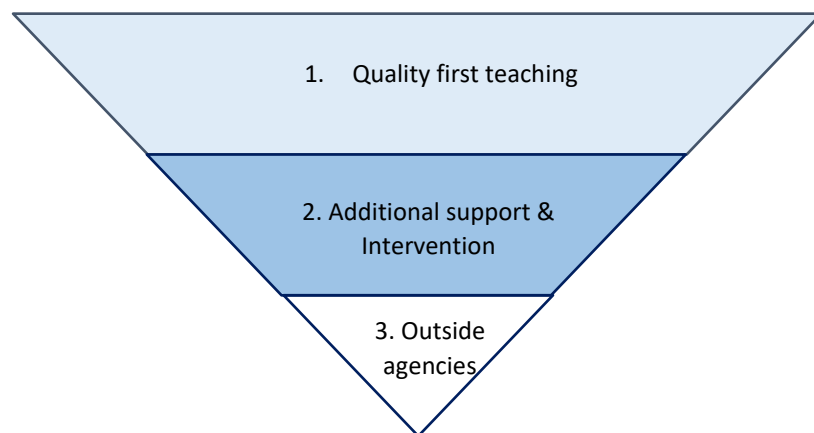 1. Quality first teaching
2. Additional support &
Intervention
3. Outside
agencies